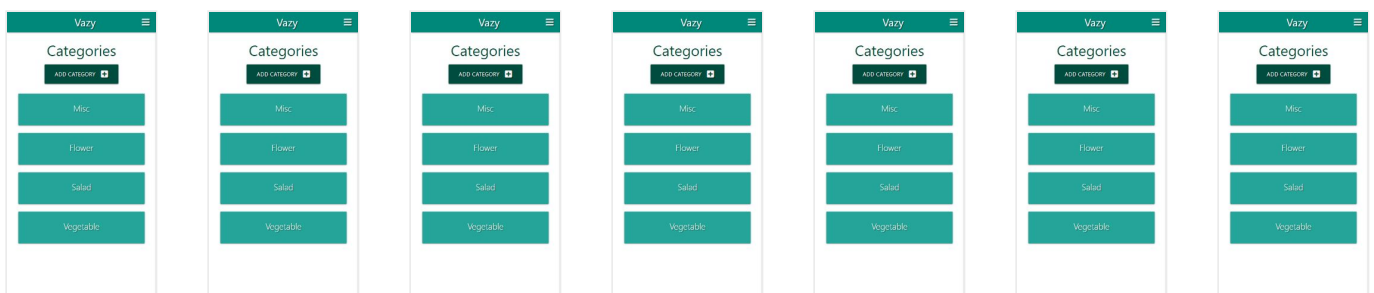 Vazy
Categories
ADD CATEGORY
Misc
Flower
Salad
Vegetable
Vazy
Categories
ADD CATEGORY
Misc
Flower
Salad
Vegetable
Vazy
Categories
ADD CATEGORY
Misc
Flower
Salad
Vegetable
Vazy
Categories
ADD CATEGORY
Misc
Flower
Salad
Vegetable
Vazy
Categories
ADD CATEGORY
Misc
Flower
Salad
Vegetable
Vazy
Categories
ADD CATEGORY
Misc
Flower
Salad
Vegetable
Vazy
Categories
ADD CATEGORY
Misc
Flower
Salad
Vegetable